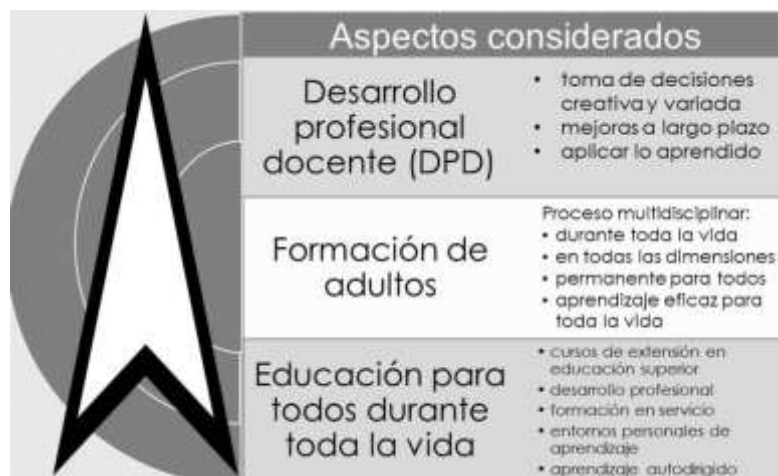 Aspectos considerados
Desarrollo
profesional
docente (DPD)
• toma de decisiones
creativa y variada
• mejoras a largo plazo
• aplicar lo aprendido
Formación de
adultos
Proceso multidisciplinar:
• durante toda la vida
• en todas las dimensiones
• permanente para todos
• aprendizaje eficaz para
toda la vida
Educación para
todos durante
toda la vida
• cursos de extensión en
educación superior
• desarrollo profesional
• formación en servicio
• entornos personales de
aprendizaje
• aprendizaje autodirigido